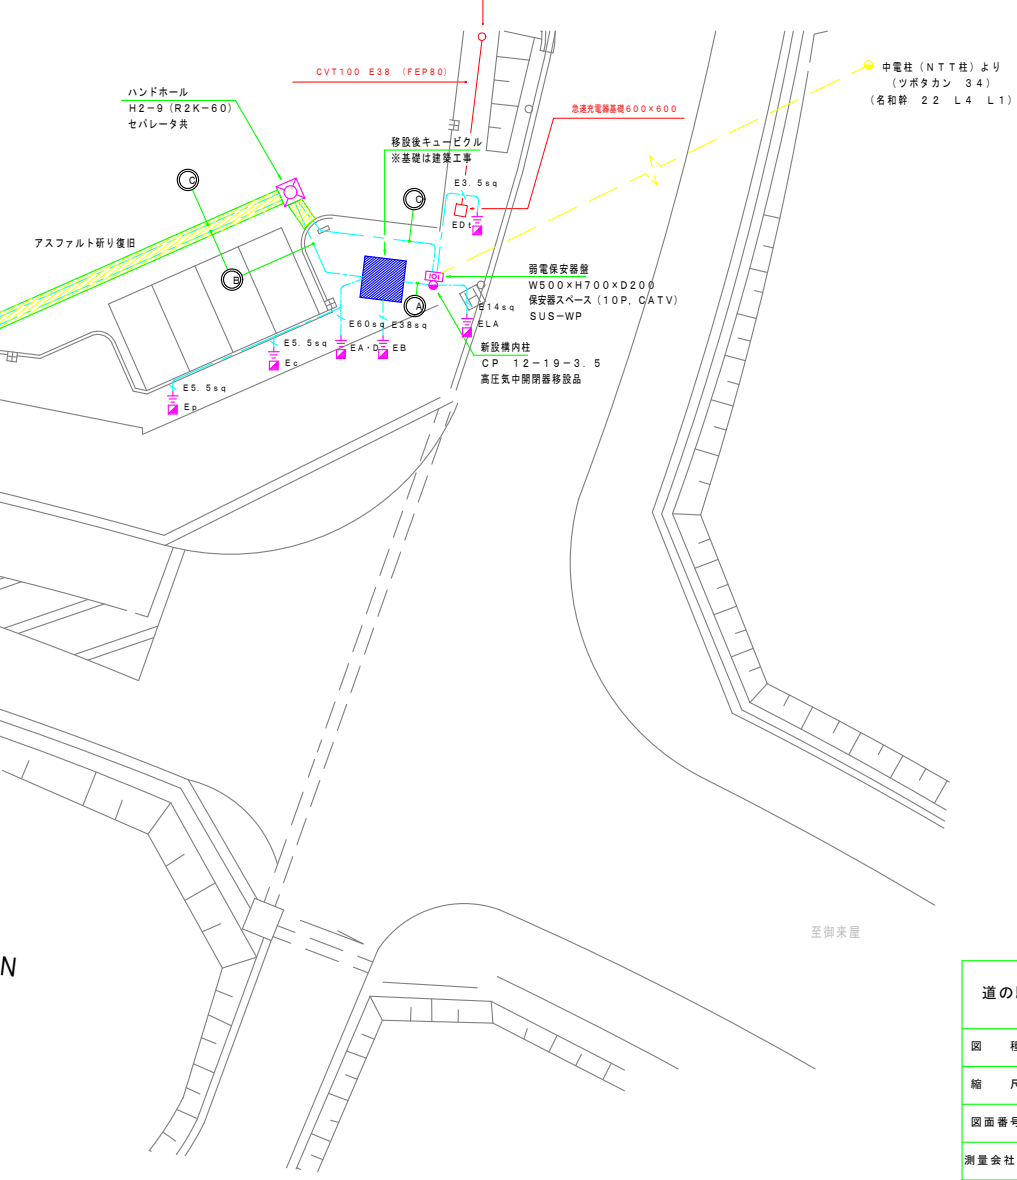 CVT100 E38 (FEP80)
中電柱(NTT柱)より
(ツボタカン 34)
(名和幹 22 L4 L1)
ハンドホール
H2-9(R2K-60)
セパレータ共
急速充電器基礎600×600
移設後キュービクル
※基礎は建築工事
C
C
E3.5sq
EDt
アスファルト斫り復旧
B
弱電保安器盤
W500×H700×D200
保安器スペース(10P, CATV)
SUS-WP
A
E14sq
ELA
E60sq
E38sq
EA・D
EB
E5.5sq
Ec
新設構内柱
CP 12-19-3.5
高圧気中開閉器移設品
E5.5sq
Ep
至御来屋
N
道の
図
縮
図面番号
測量会社